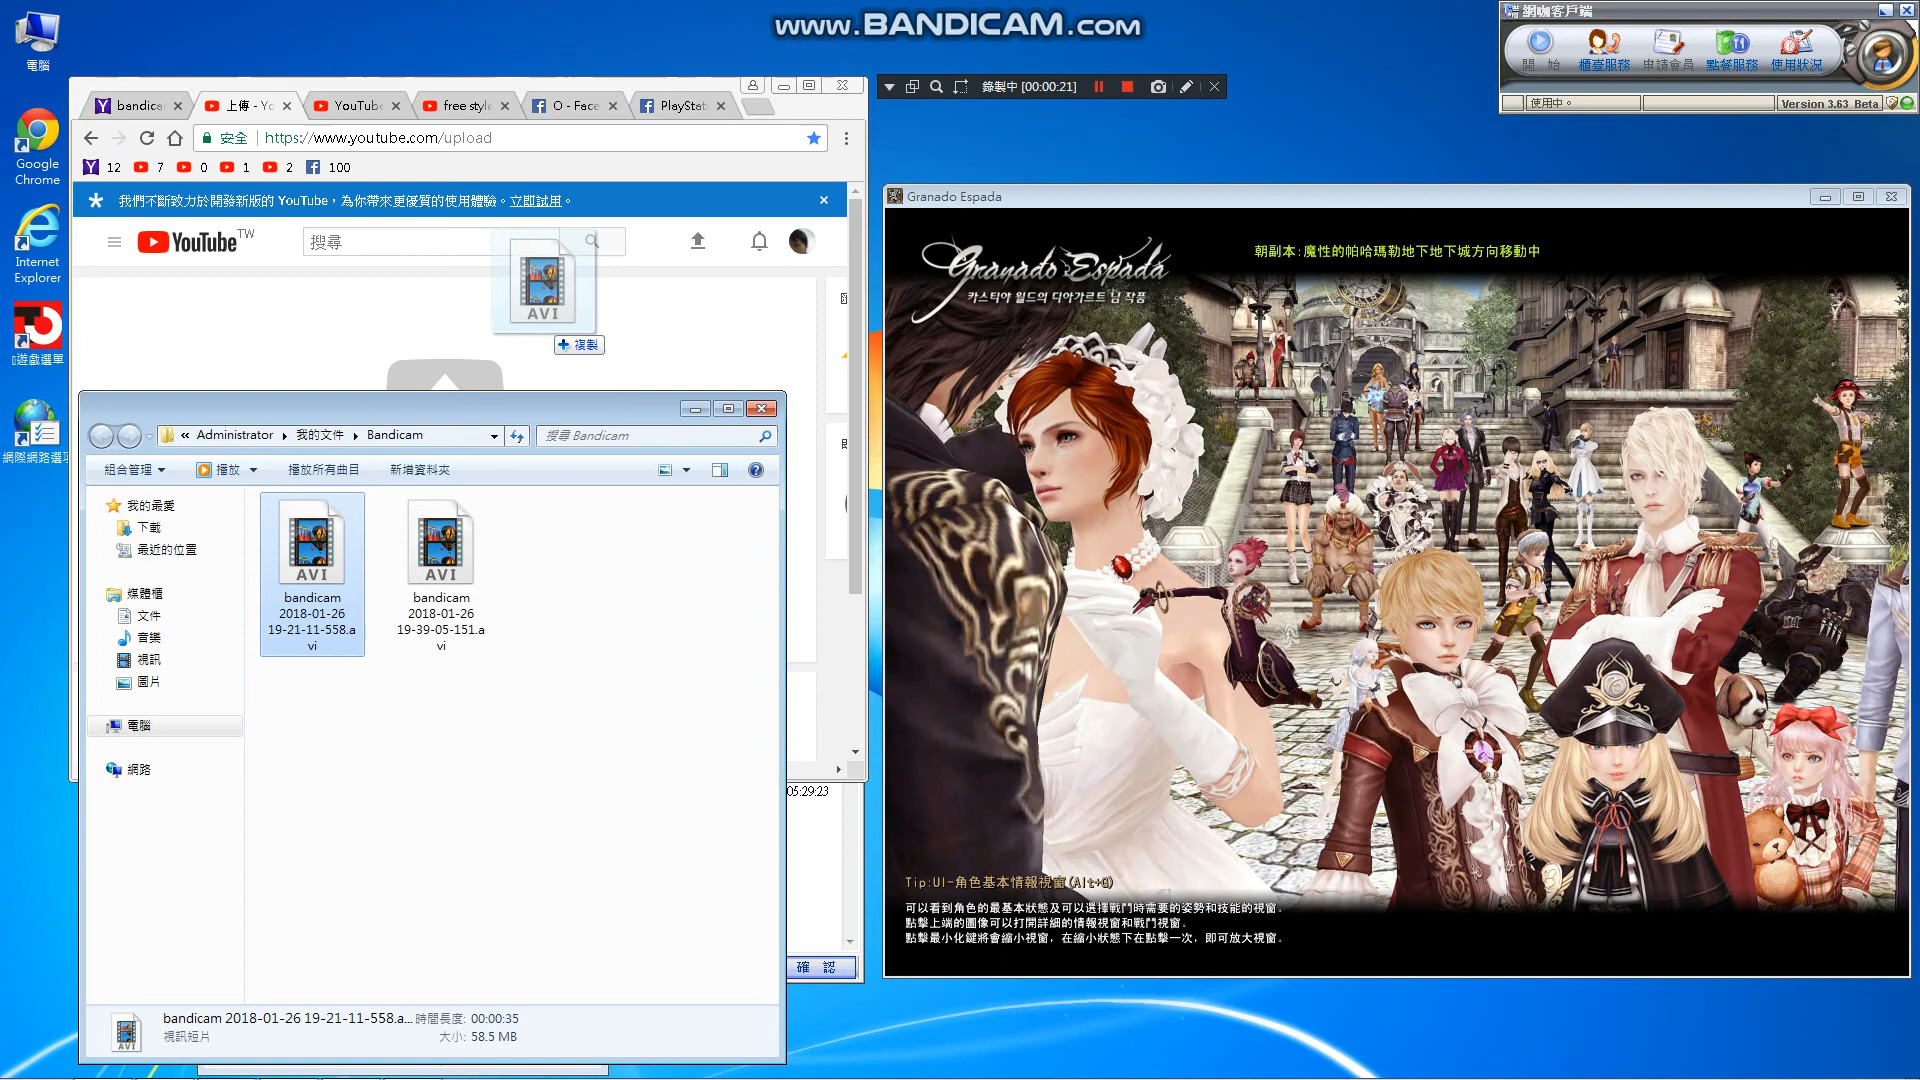 www.BANDICAM.com
電腦
Google Chrome
Internet Explorer
遊戲選單
網際網路選項
網咖客戶端
開 始
櫃臺服務
申請會員
點餐服務
使用狀況
使用中。
Version 3.63 Beta
錄製中 [00:00:21]
bandica
上傳 - Yo
YouTube
free style
O - Face
PlayStati
安全
https://www.youtube.com/upload
12
7
0
1
2
100
我們不斷致力於開發新版的 YouTube，為你帶來更優質的使用體驗。立即試用。
YouTube TW
搜尋
AVI
複製
« Administrator ▸ 我的文件 ▸ Bandicam
搜尋 Bandicam
組合管理
播放
播放所有曲目
新增資料夾
我的最愛
下載
最近的位置
媒體櫃
文件
音樂
視訊
圖片
電腦
網路
AVI
bandicam
2018-01-26
19-21-11-558.a
vi
AVI
bandicam
2018-01-26
19-39-05-151.a
vi
05:29:23
確 認
AVI
bandicam 2018-01-26 19-21-11-558.a... 時間長度: 00:00:35
視訊短片
大小: 58.5 MB
Granado Espada
Granado Espada
카스티야 월드의 디아가르트 님 작품
朝副本:魔性的帕哈瑪勒地下地下城方向移動中
Tip:UI-角色基本情報視窗(Alt+Q)
可以看到角色的最基本狀態及可以選擇戰鬥時需要的姿勢和技能的視窗。
點擊上端的圖像可以打開詳細的情報視窗和戰鬥視窗。
點擊最小化鍵將會縮小視窗，在縮小狀態下在點擊一次，即可放大視窗。